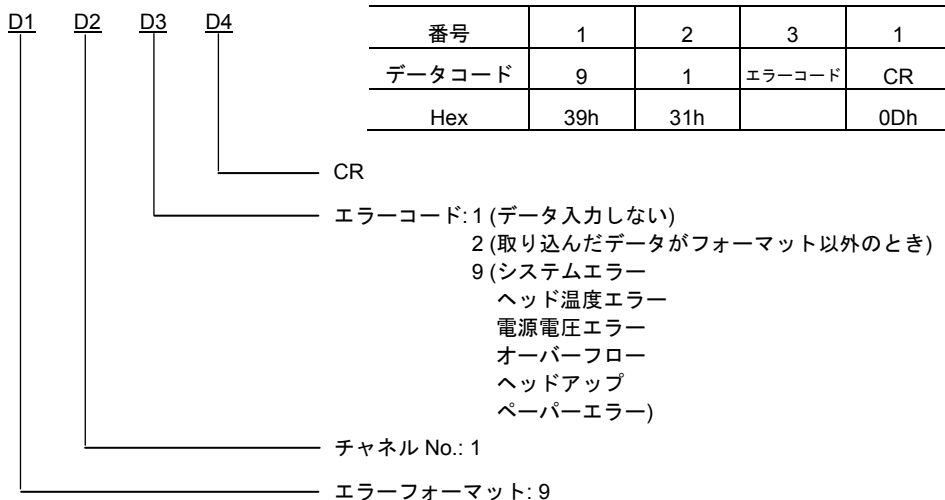 D1 D2 D3 D4
番号 1 2 3 1
データコード 9 1 エラーコード CR
Hex 39h 31h 0Dh
CR
エラーコード: 1 (データ入力しない)
2 (取り込んだデータがフォーマット以外のとき)
9 (システムエラー
ヘッド温度エラー
電源電圧エラー
オーバーフロー
ヘッドアップ
ペーパーエラー)
チャネル No.: 1
エラーフォーマット: 9